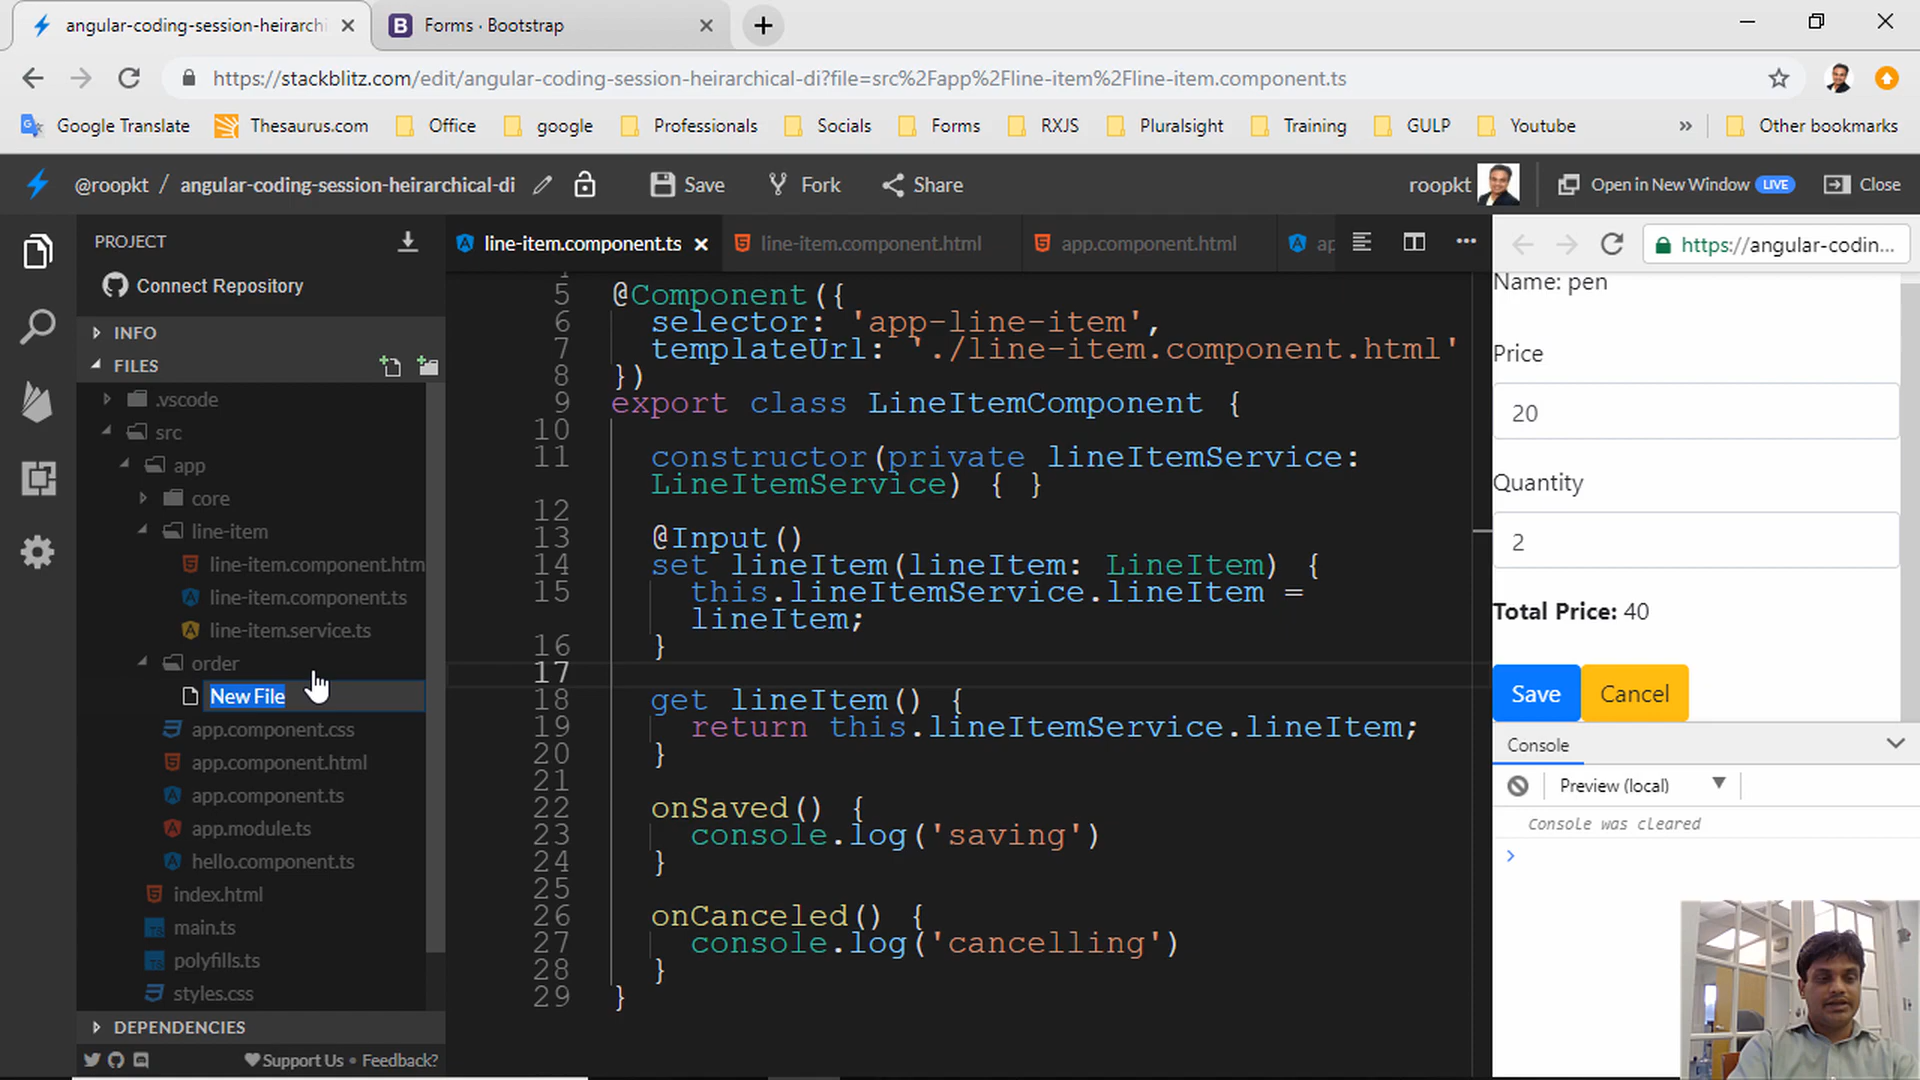 angular-coding-session-heirarchi
Forms · Bootstrap
https://stackblitz.com/edit/angular-coding-session-heirarchical-di?file=src%2Fapp%2Fline-item%2Fline-item.component.ts
Google Translate
Thesaurus.com
Office
google
Professionals
Socials
Forms
RXJS
Pluralsight
Training
GULP
Youtube
»
Other bookmarks
@roopkt / angular-coding-session-heirarchical-di
Save
Fork
Share
roopkt
Open in New Window LIVE
Close
PROJECT
Connect Repository
INFO
FILES
.vscode
src
app
core
line-item
line-item.component.htm
line-item.component.ts
line-item.service.ts
order
New File
app.component.css
app.component.html
app.component.ts
app.module.ts
hello.component.ts
index.html
main.ts
polyfills.ts
styles.css
DEPENDENCIES
Support Us • Feedback?
line-item.component.ts
line-item.component.html
app.component.html
ap
5 @Component({
6 selector: 'app-line-item',
7 templateUrl: './line-item.component.html'
8 })
9 export class LineItemComponent {
10
11 constructor(private lineItemService:
LineItemService) { }
12
13 @Input()
14 set lineItem(lineItem: LineItem) {
15 this.lineItemService.lineItem =
lineItem;
16 }
17
18 get lineItem() {
19 return this.lineItemService.lineItem;
20 }
21
22 onSaved() {
23 console.log('saving')
24 }
25
26 onCanceled() {
27 console.log('cancelling')
28 }
29 }
https://angular-codin...
Name: pen
Price
20
Quantity
2
Total Price: 40
Save
Cancel
Console
Preview (local)
Console was cleared